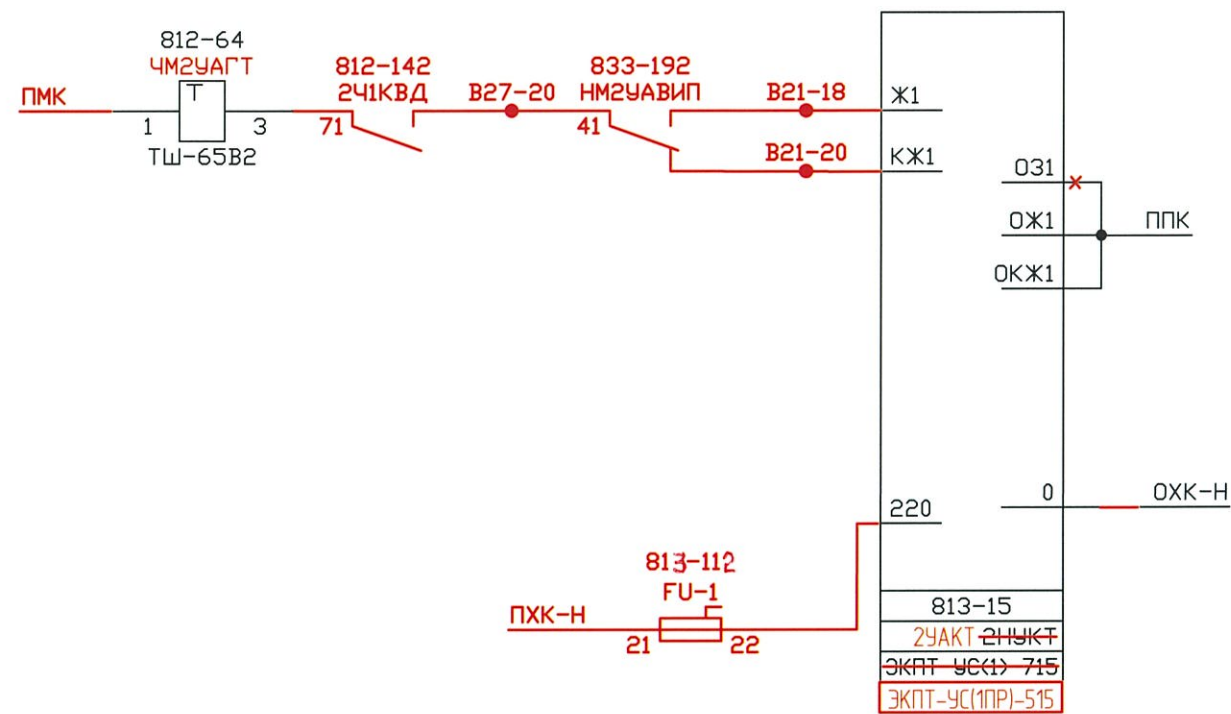 812-64
ЧМ2УАГТ
ПМК
Т
1
3
ТШ-65В2
812-142
2Ч1КВД
71
В27-20
833-192
НМ2УАВИП
41
В21-18
В21-20
Ж1
КЖ1
ОЗ1
ОЖ1
ОКЖ1
ППК
220
0
ОХК-Н
813-112
FU-1
ПХК-Н
21
22
813-15
2УАКТ 2НУКТ
ЭКПТ УС(1) 715
ЭКПТ-УС(1ПР)-515